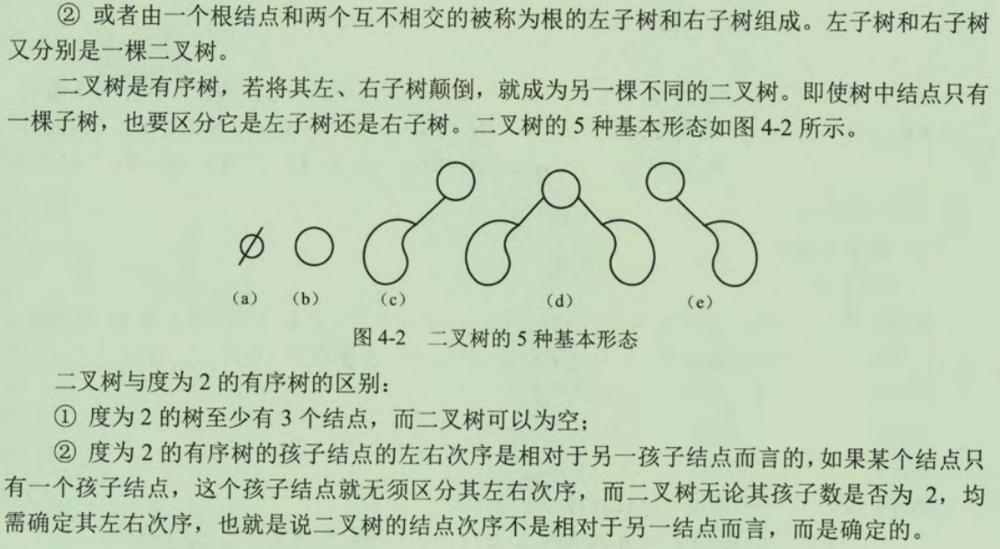 ② 或者由一个根结点和两个互不相交的被称为根的左子树和右子树组成。左子树和右子树
又分别是一棵二叉树。
二叉树是有序树，若将其左、右子树颠倒，就成为另一棵不同的二叉树。即使树中结点只有
一棵子树，也要区分它是左子树还是右子树。二叉树的 5 种基本形态如图 4-2 所示。
（a） （b） （c） （d） （e）
图 4-2 二叉树的 5 种基本形态
二叉树与度为 2 的有序树的区别：
① 度为 2 的树至少有 3 个结点，而二叉树可以为空；
② 度为 2 的有序树的孩子结点的左右次序是相对于另一孩子结点而言的，如果某个结点只
有一个孩子结点，这个孩子结点就无须区分其左右次序，而二叉树无论其孩子数是否为 2，均
需确定其左右次序，也就是说二叉树的结点次序不是相对于另一结点而言，而是确定的。